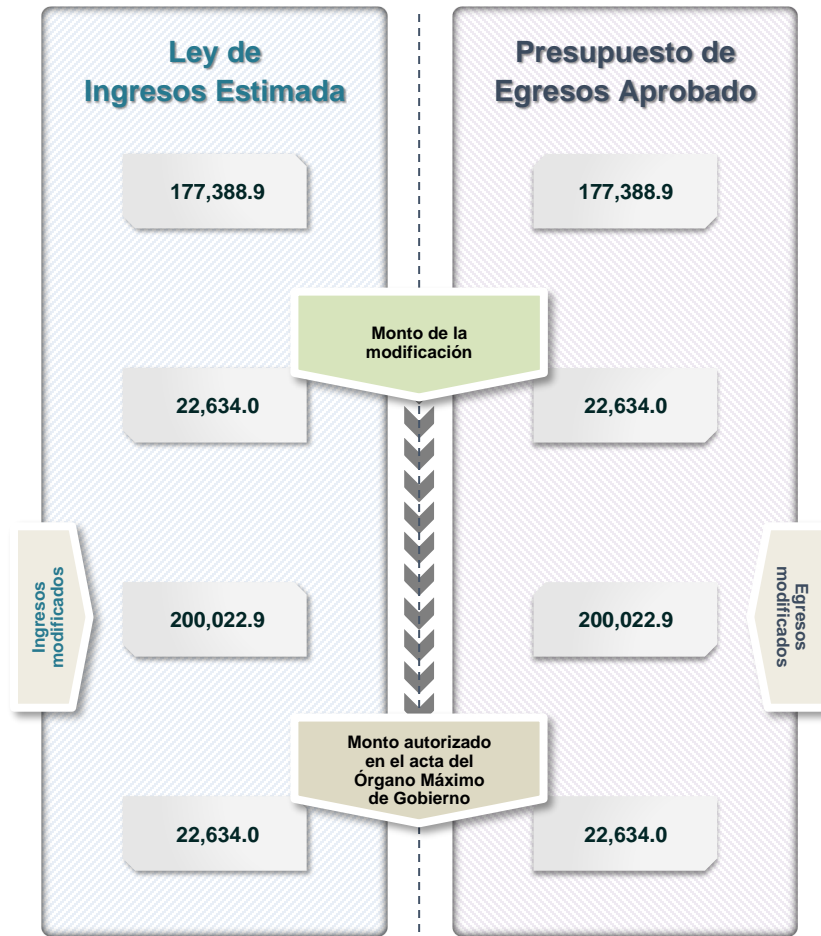 Ley de
Ingresos Estimada
Presupuesto de
Egresos Aprobado
177,388.9
177,388.9
Monto de la
modificación
22,634.0
22,634.0
Ingresos
modificados
200,022.9
200,022.9
Egresos
modificados
Monto autorizado
en el acta del
Órgano Máximo
de Gobierno
22,634.0
22,634.0